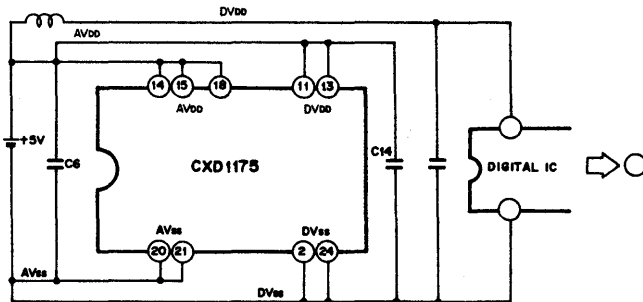 DVDD
AVDD
14 15 18 11 13
AVDD DVDD
+5V
C6
CXD1175
C14
DIGITAL IC
AVss DVss
20 21 2 24
AVss
DVss